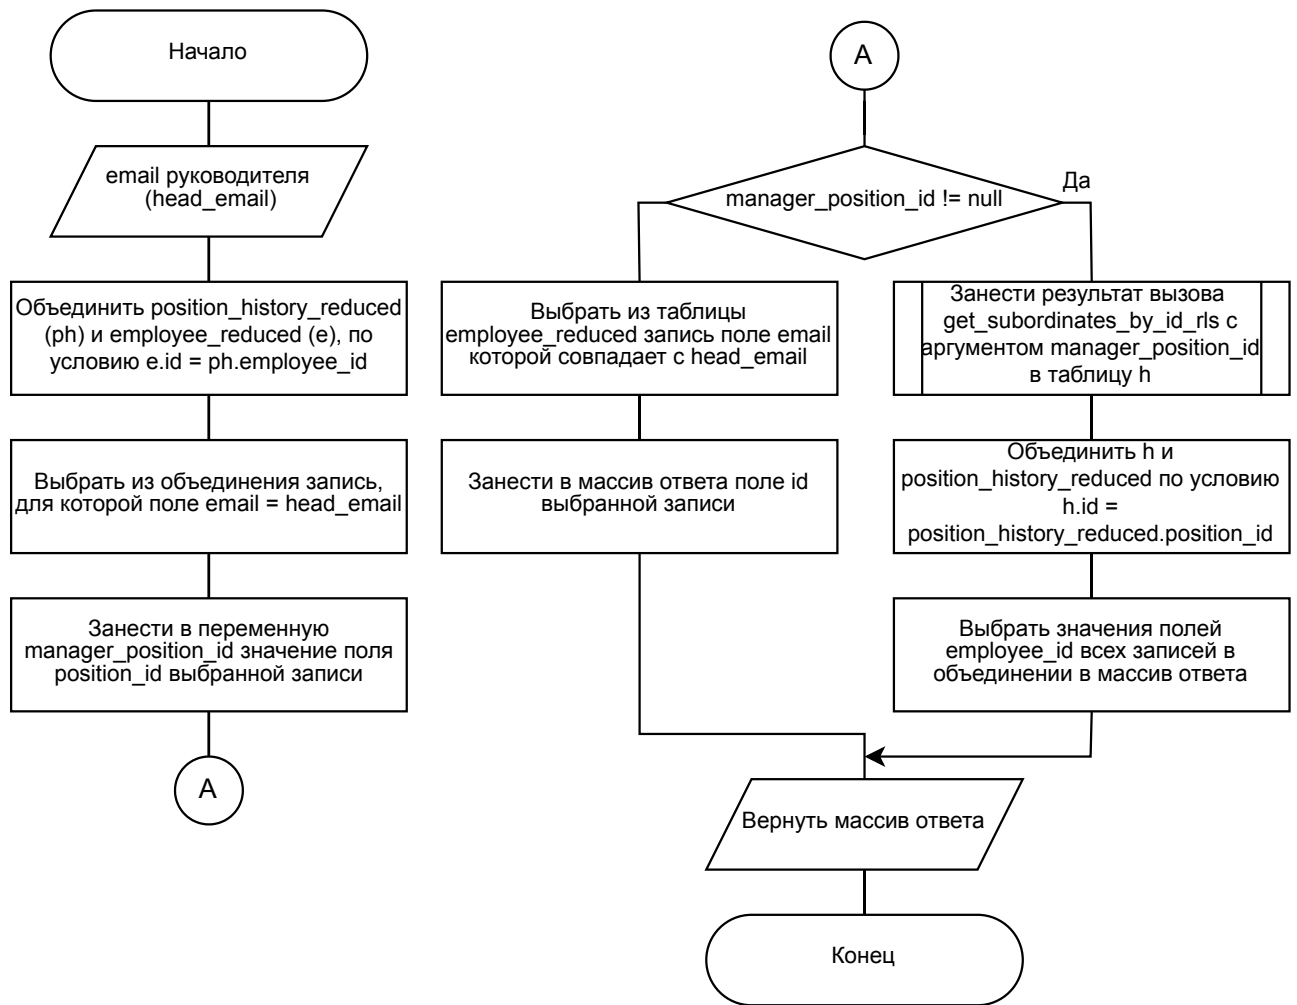 Начало
email руководителя
(head_email)
Объединить position_history_reduced
(ph) и employee_reduced (e), по
условию e.id = ph.employee_id
Выбрать из объединения запись,
для которой поле email = head_email
Занести в переменную
manager_position_id значение поля
position_id выбранной записи
A
A
manager_position_id != null
Да
Выбрать из таблицы
employee_reduced запись поле email
которой совпадает с head_email
Занести в массив ответа поле id
выбранной записи
Занести результат вызова
get_subordinates_by_id_rls с
аргументом manager_position_id
в таблицу h
Объединить h и
position_history_reduced по условию
h.id =
position_history_reduced.position_id
Выбрать значения полей
employee_id всех записей в
объединении в массив ответа
Вернуть массив ответа
Конец